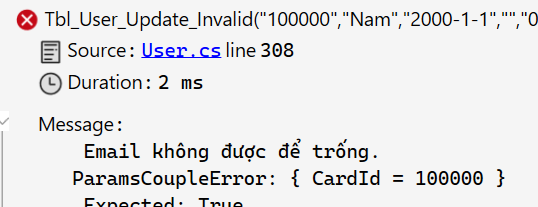 Tbl_User_Update_Invalid("100000","Nam","2000-1-1","","0
Source: User.cs line 308
Duration: 2 ms
Message:
Email không được để trống.
ParamsCoupleError: { CardId = 100000 }
Expected: True